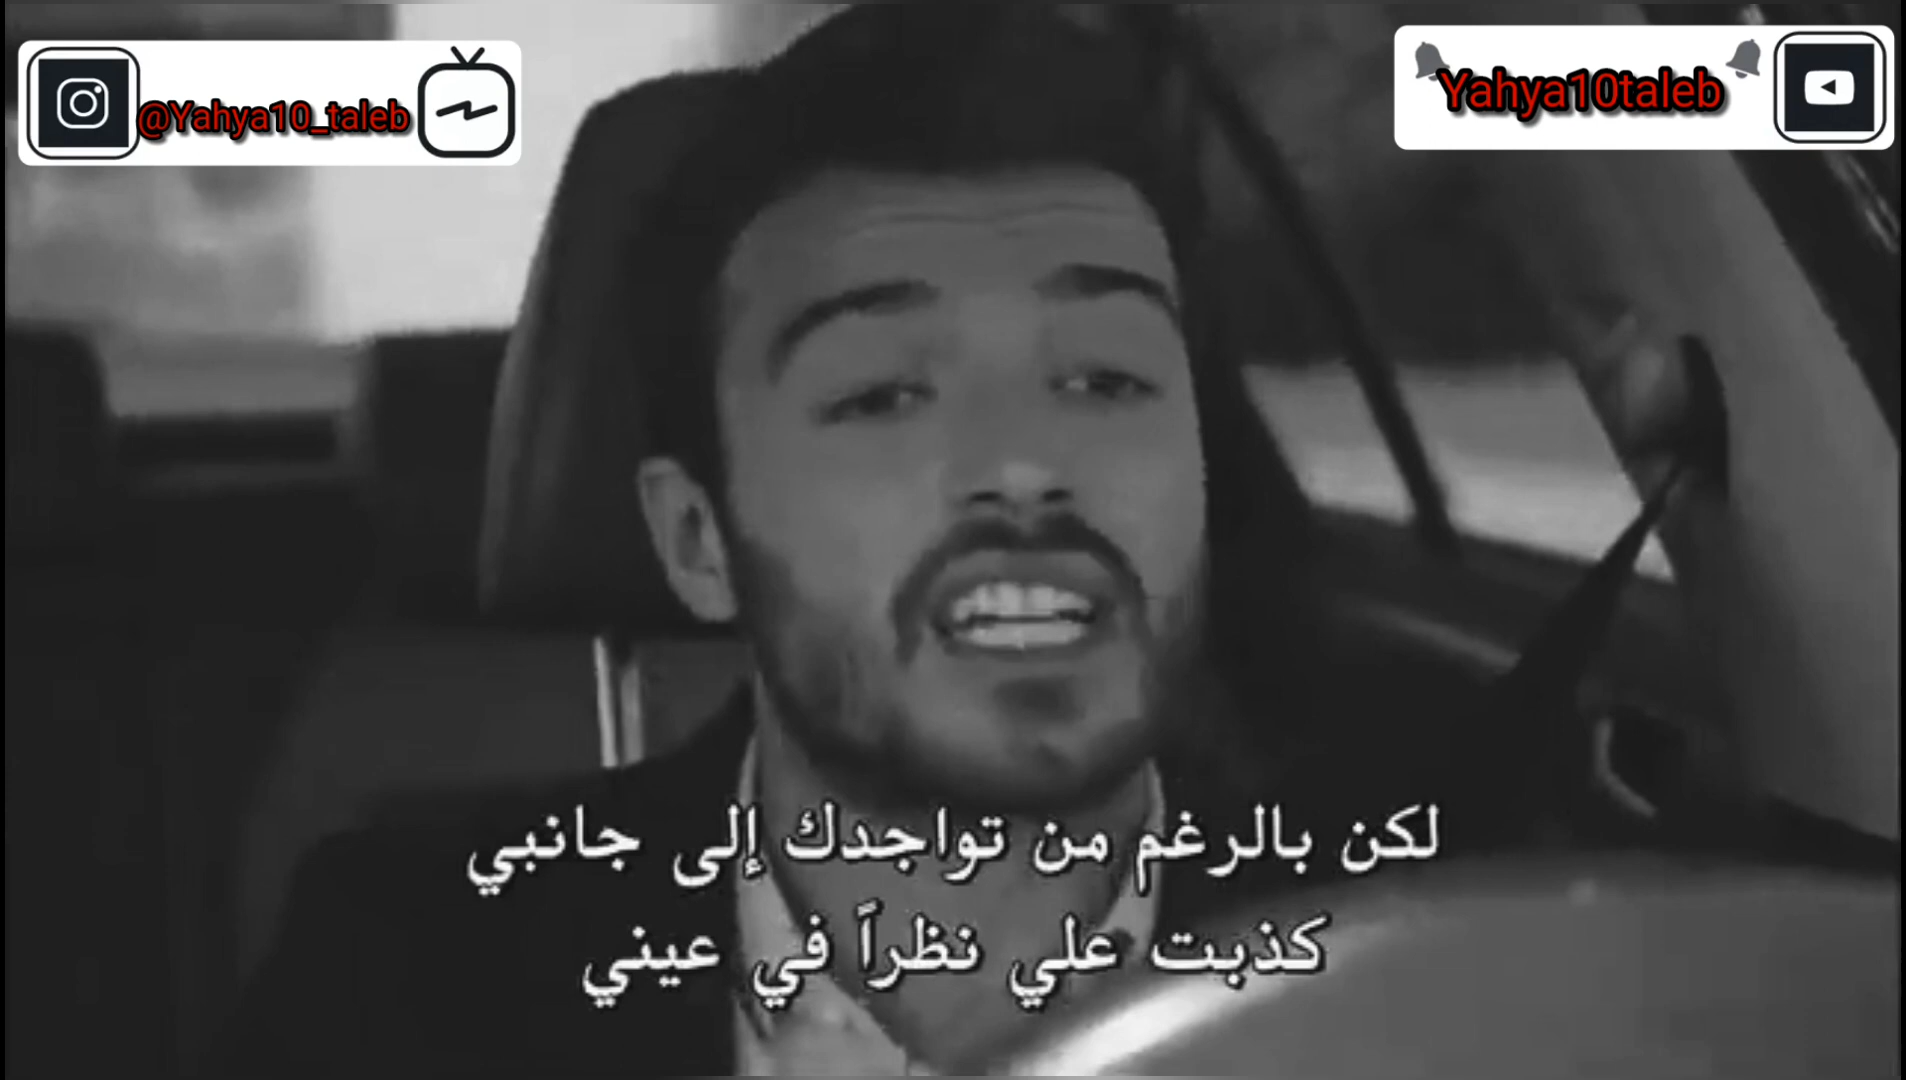 @Yahya10_taleb
Yahya10taleb
لكن بالرغم من تواجدك إلى جانبي
كذبت علي نظراً في عيني